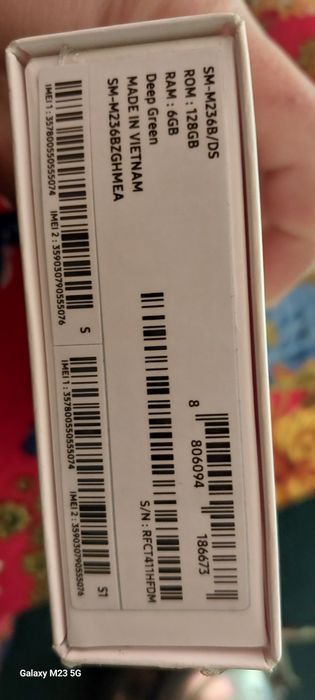 SM-M236B/DS
ROM : 128GB
RAM : 6GB
Deep Green
MADE IN VIETNAM
SM-M236BZGHMEA
8 806094 186673
S/N : RFCT411HFDM
IMEI 1 : 357800550555074
IMEI 2 : 359030790555076
S
IMEI 1 : 357800550555074
IMEI 2 : 359030790555076
S1
Galaxy M23 5G